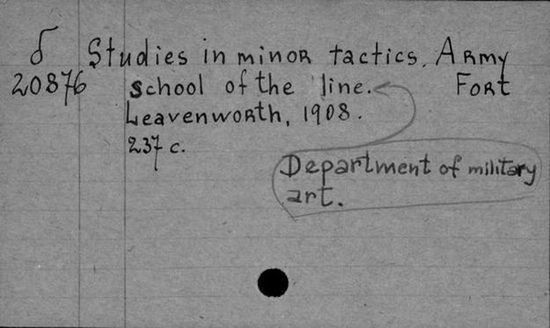 б Studies in minor tactics. Army
20876 school of the line. Fort
Leavenworth, 1908.
237 c.
Department of military
art.